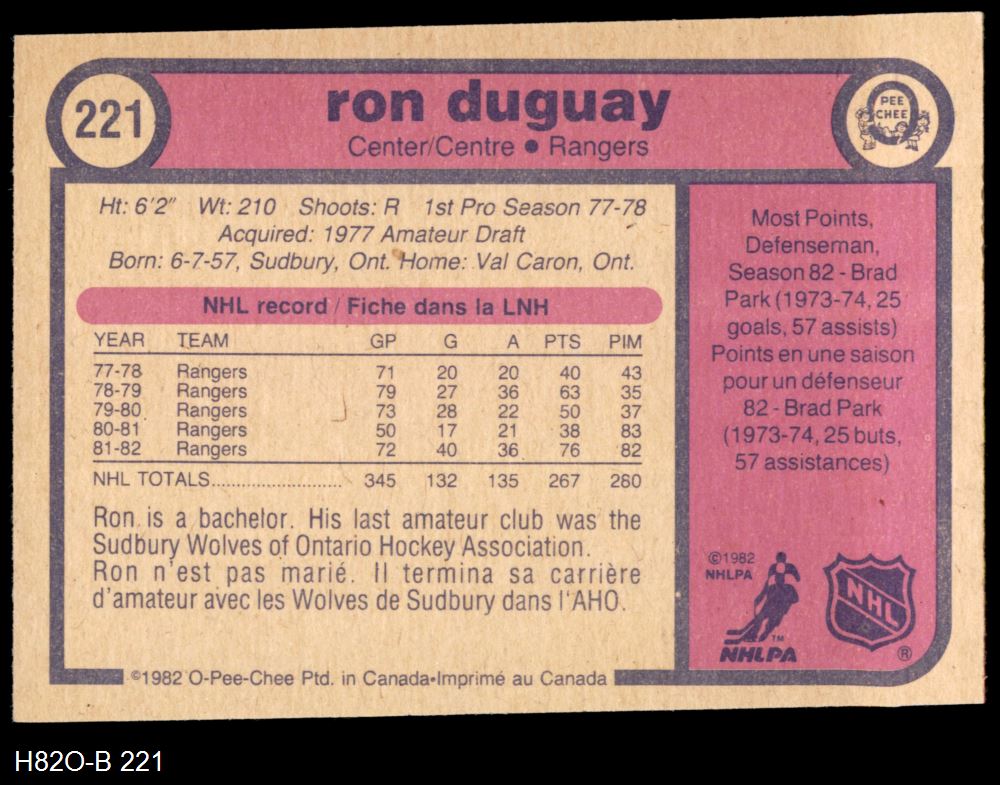 221
ron duguay
PEE
CHEE
Center/Centre • Rangers
Ht: 6'2" Wt: 210 Shoots: R 1st Pro Season 77-78
Acquired: 1977 Amateur Draft
Born: 6-7-57, Sudbury, Ont. Home: Val Caron, Ont.
NHL record / Fiche dans la LNH
YEAR TEAM GP G A PTS PIM
77-78 Rangers 71 20 20 40 43
78-79 Rangers 79 27 36 63 35
79-80 Rangers 73 28 22 50 37
80-81 Rangers 50 17 21 38 83
81-82 Rangers 72 40 36 76 82
NHL TOTALS........................ 345 132 135 267 280
Ron is a bachelor. His last amateur club was the
Sudbury Wolves of Ontario Hockey Association.
Ron n'est pas marié. Il termina sa carrière
d'amateur avec les Wolves de Sudbury dans l'AHO.
Most Points,
Defenseman,
Season 82 - Brad
Park (1973-74, 25
goals, 57 assists)
Points en une saison
pour un défenseur
82 - Brad Park
(1973-74, 25 buts,
57 assistances)
©1982
NHLPA
TM
NHLPA
NHL
®
©1982 O-Pee-Chee Ptd. in Canada•Imprimé au Canada
H82O-B 221